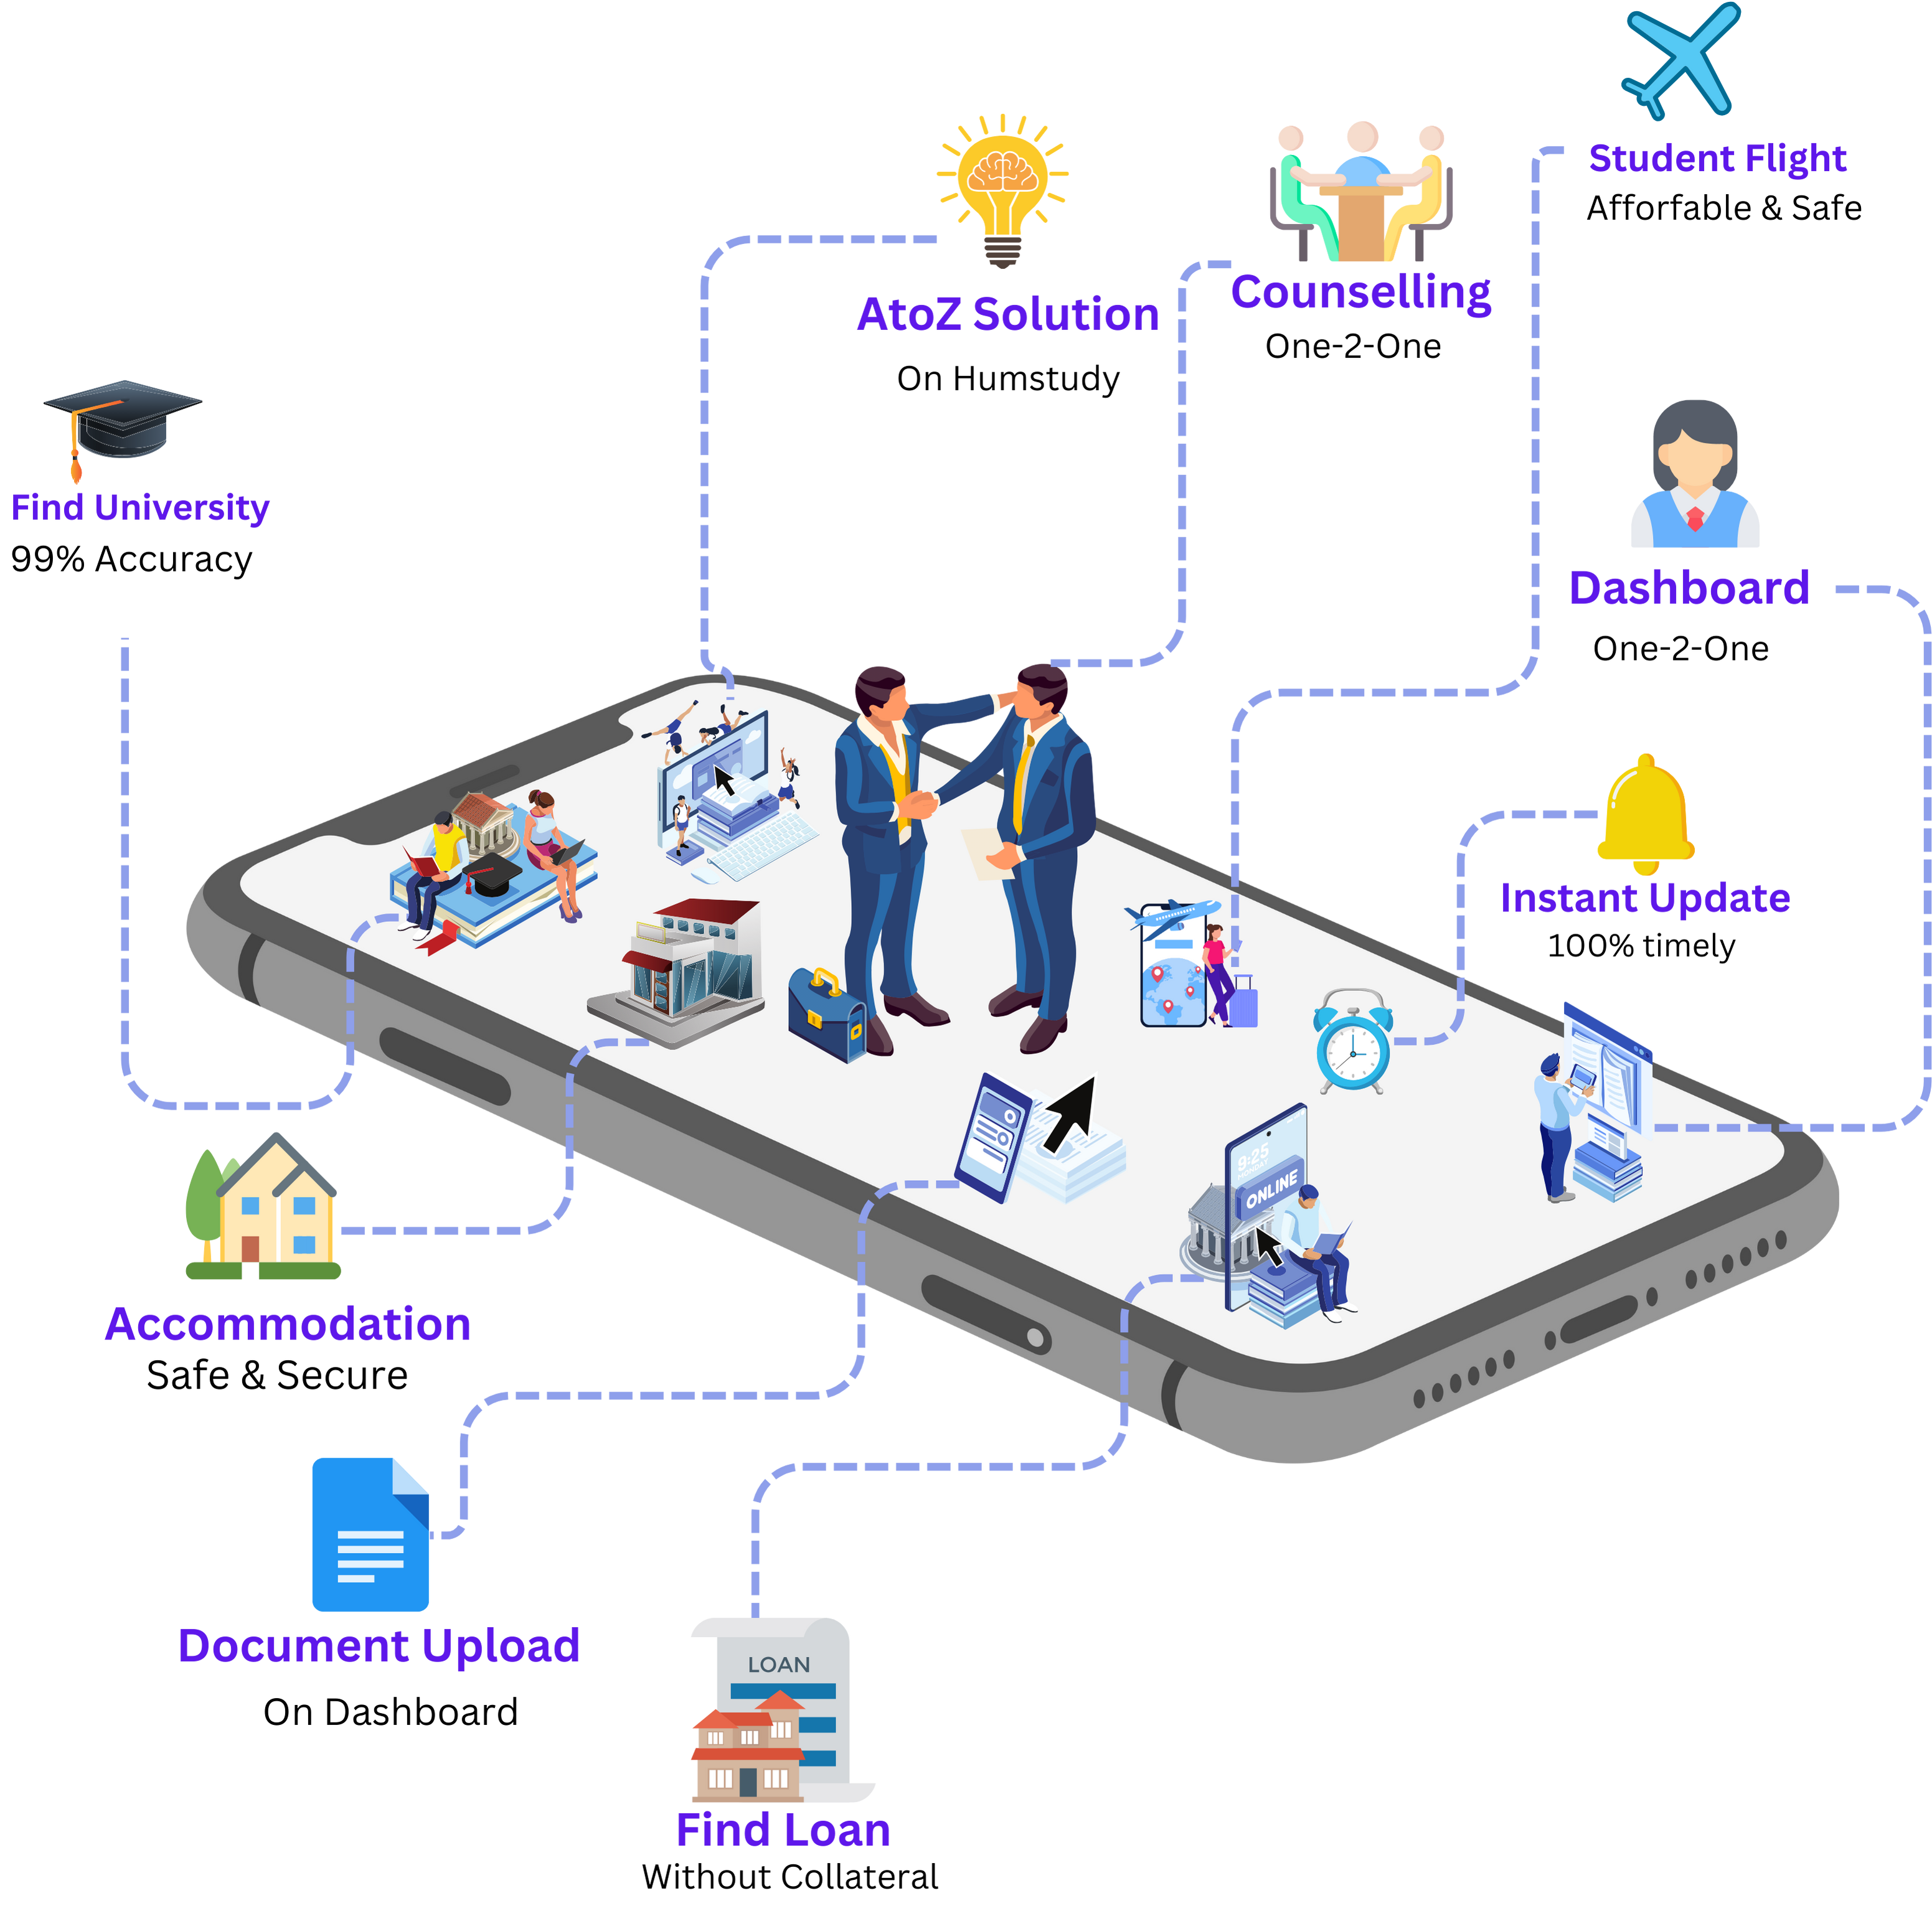 Student Flight
Afforfable & Safe
AtoZ Solution
On Humstudy
Counselling
One-2-One
Find University
99% Accuracy
Dashboard
One-2-One
Instant Update
100% timely
9:25
MONDAY
ONLINE
Accommodation
Safe & Secure
Document Upload
On Dashboard
LOAN
Find Loan
Without Collateral